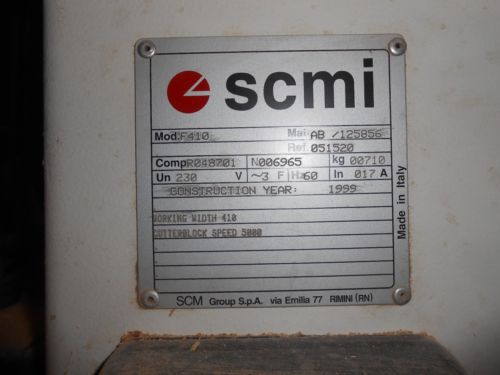 scmi
Mod. F410 Mat. AB /125856
Ref. 051520
Comp R048701 N006965 kg 00710
Un 230 V ~3 F Hz 60 In 017 A
CONSTRUCTION YEAR: 1999
WORKING WIDTH 410
CUTTERBLOCK SPEED 5000
Made in Italy
SCM Group S.p.A. via Emilia 77 RIMINI (RN)